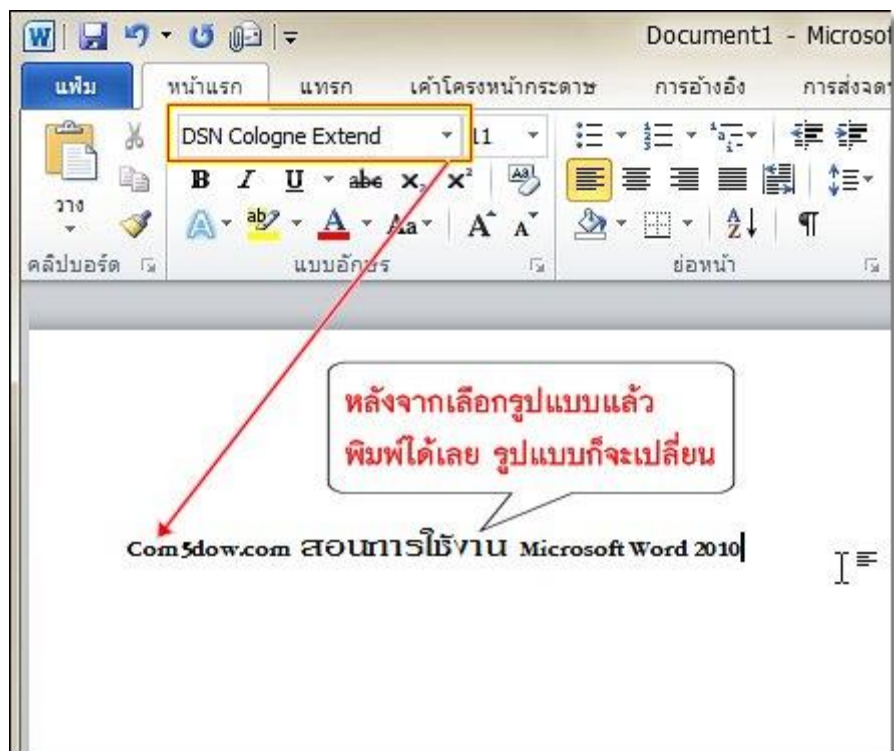 Document1 - Microsof
แฟ้ม หน้าแรก แทรก เค้าโครงหน้ากระดาษ การอ้างอิง การส่งจด
DSN Cologne Extend 11
B I U abc x₂ x² Aa
วาง
ab A A Aa A A A Z ¶
คลิปบอร์ด แบบอักษร ย่อหน้า
หลังจากเลือกรูปแบบแล้ว
พิมพ์ได้เลย รูปแบบก็จะเปลี่ยน
Com5dow.com สอนการใช้งาน Microsoft Word 2010